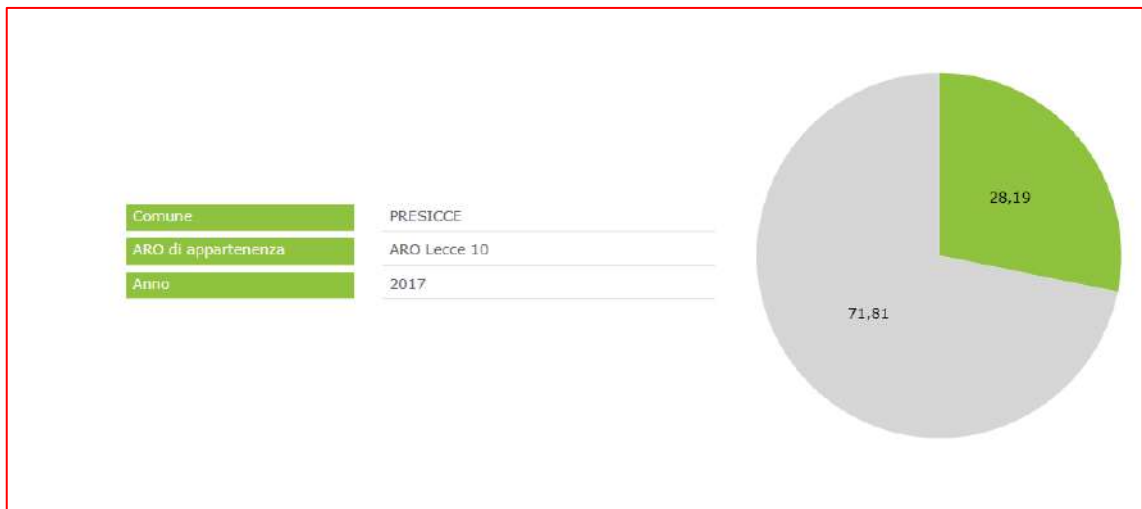 Comune PRESICCE
ARO di appartenenza ARO Lecce 10
Anno 2017
28,19
71,81